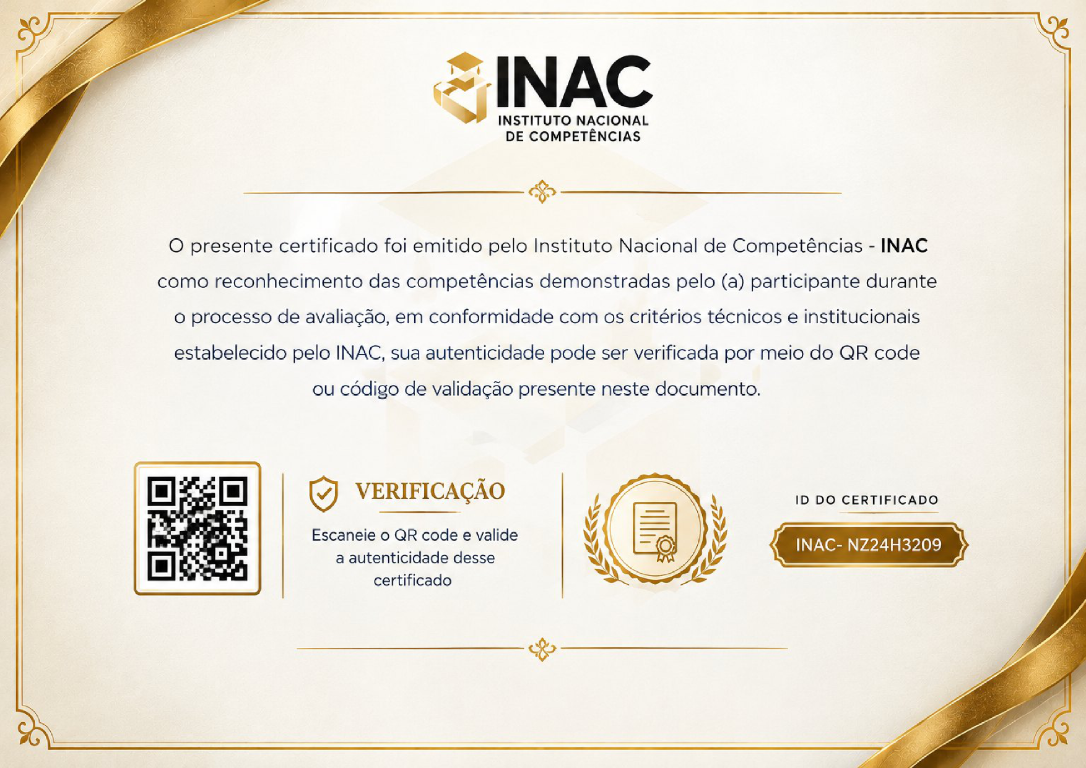 INAC
INSTITUTO NACIONAL
DE COMPETÊNCIAS
O presente certificado foi emitido pelo Instituto Nacional de Competências - INAC
como reconhecimento das competências demonstradas pelo (a) participante durante
o processo de avaliação, em conformidade com os critérios técnicos e institucionais
estabelecido pelo INAC, sua autenticidade pode ser verificada por meio do QR code
ou código de validação presente neste documento.
VERIFICAÇÃO
Escaneie o QR code e valide
a autenticidade desse
certificado
ID DO CERTIFICADO
INAC- NZ24H3209